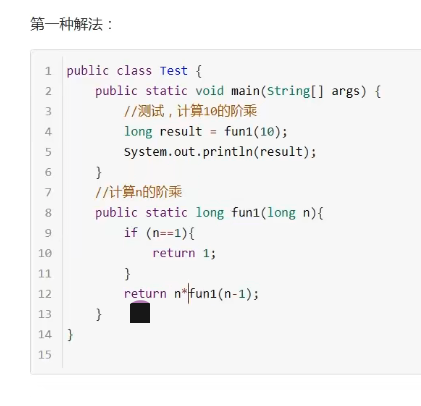 第一种解法：
1 public class Test {
2 public static void main(String[] args) {
3 //测试，计算10的阶乘
4 long result = fun1(10);
5 System.out.println(result);
6 }
7 //计算n的阶乘
8 public static long fun1(long n){
9 if (n==1){
10 return 1;
11 }
12 return n*fun1(n-1);
13 }
14 }
15